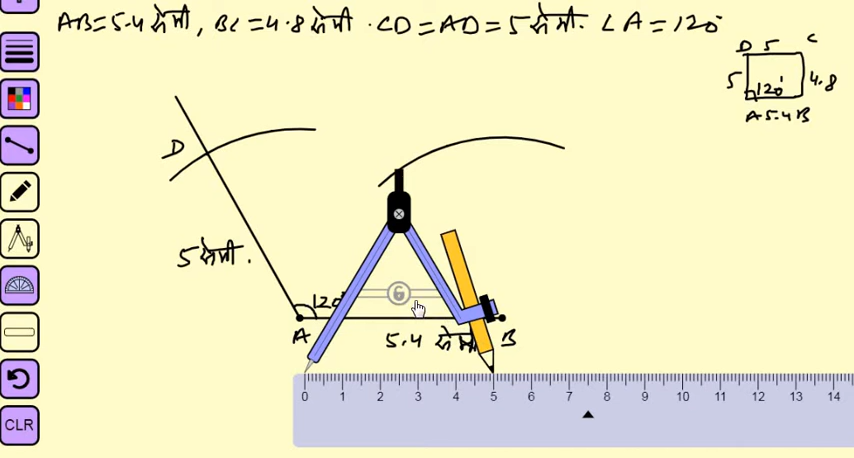 AB=5.4 सेमी, BC=4.8 सेमी. CD=AD=5 सेमी. ∠A=120°
D 5 C
5 120° 4.8
A 5.4 B
D
5 सेमी.
120°
A 5.4 सेमी B
0 1 2 3 4 5 6 7 8 9 10 11 12 13 14
CLR